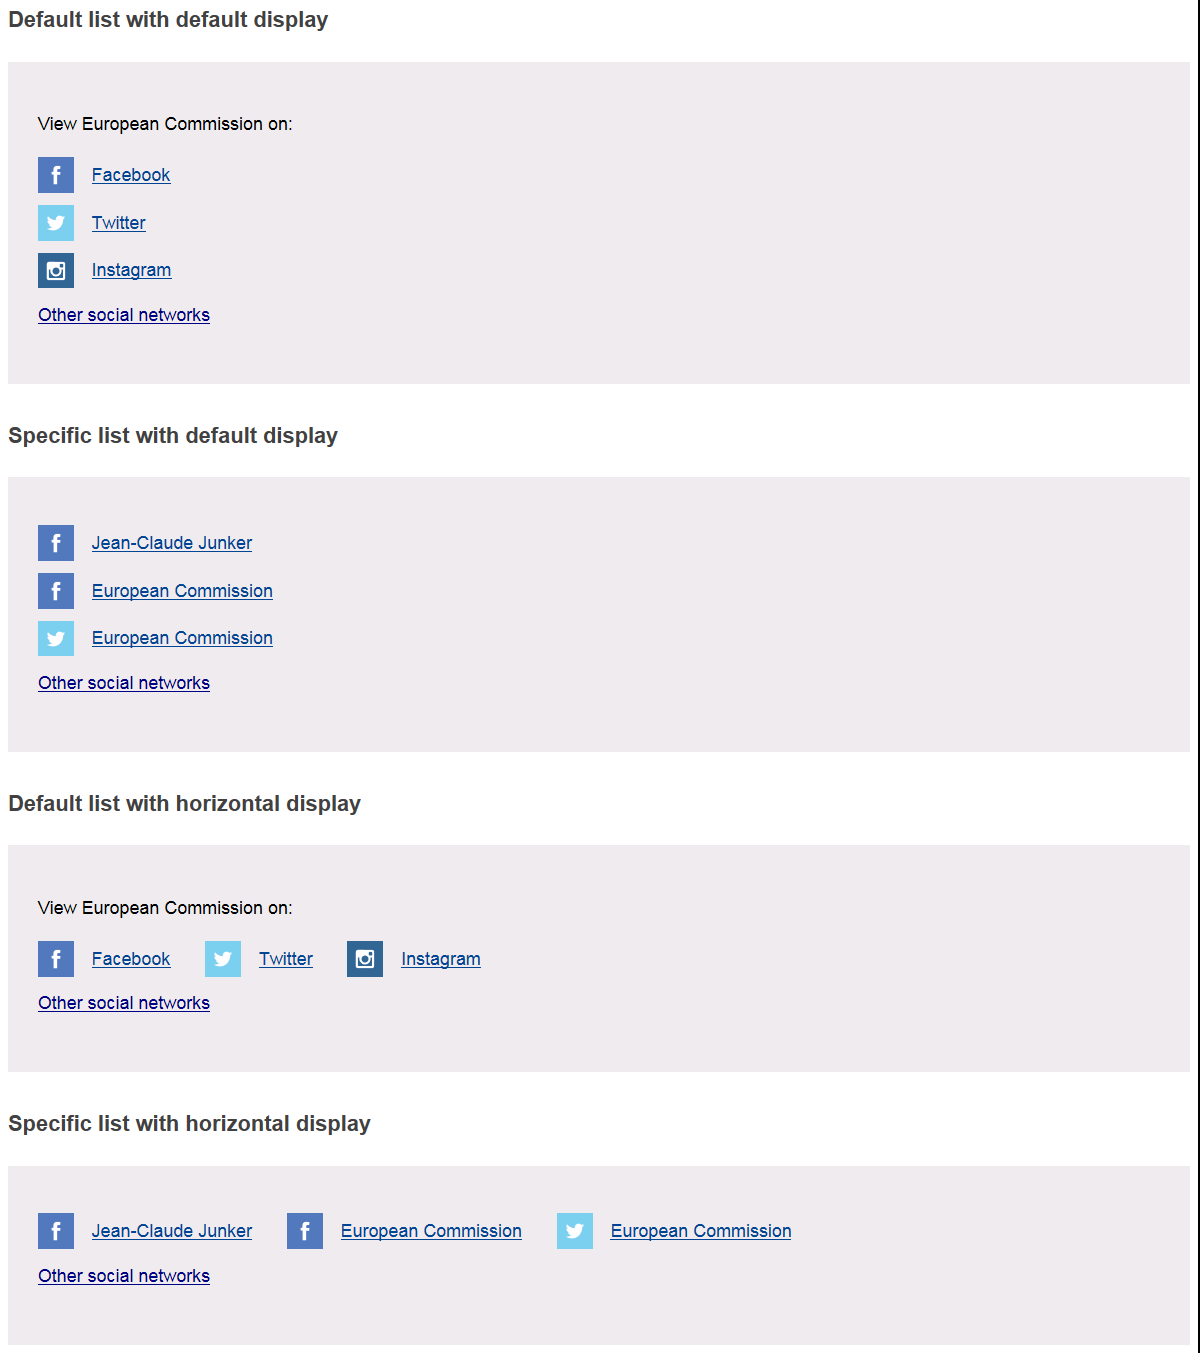 Default list with default display
View European Commission on:
Facebook
Twitter
Instagram
Other social networks
Specific list with default display
Jean-Claude Junker
European Commission
European Commission
Other social networks
Default list with horizontal display
View European Commission on:
Facebook Twitter Instagram
Other social networks
Specific list with horizontal display
Jean-Claude Junker European Commission European Commission
Other social networks